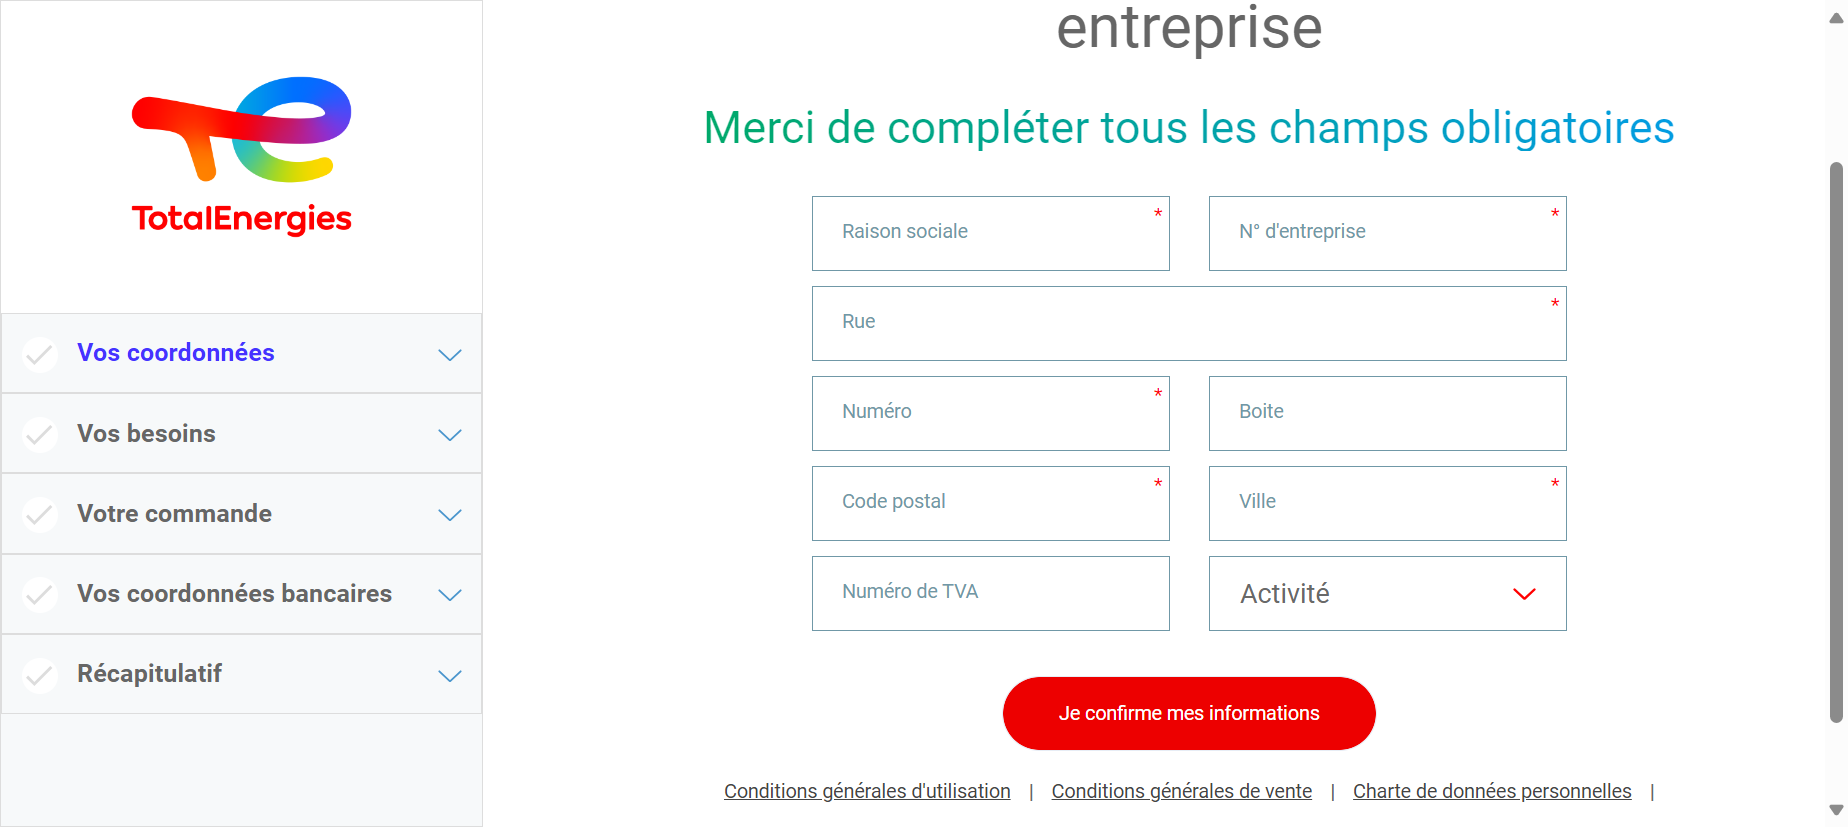 TotalEnergies
Vos coordonnées
Vos besoins
Votre commande
Vos coordonnées bancaires
Récapitulatif
entreprise
Merci de compléter tous les champs obligatoires
Raison sociale *
N° d'entreprise *
Rue *
Numéro *
Boite
Code postal *
Ville *
Numéro de TVA
Activité
Je confirme mes informations
Conditions générales d'utilisation | Conditions générales de vente | Charte de données personnelles |